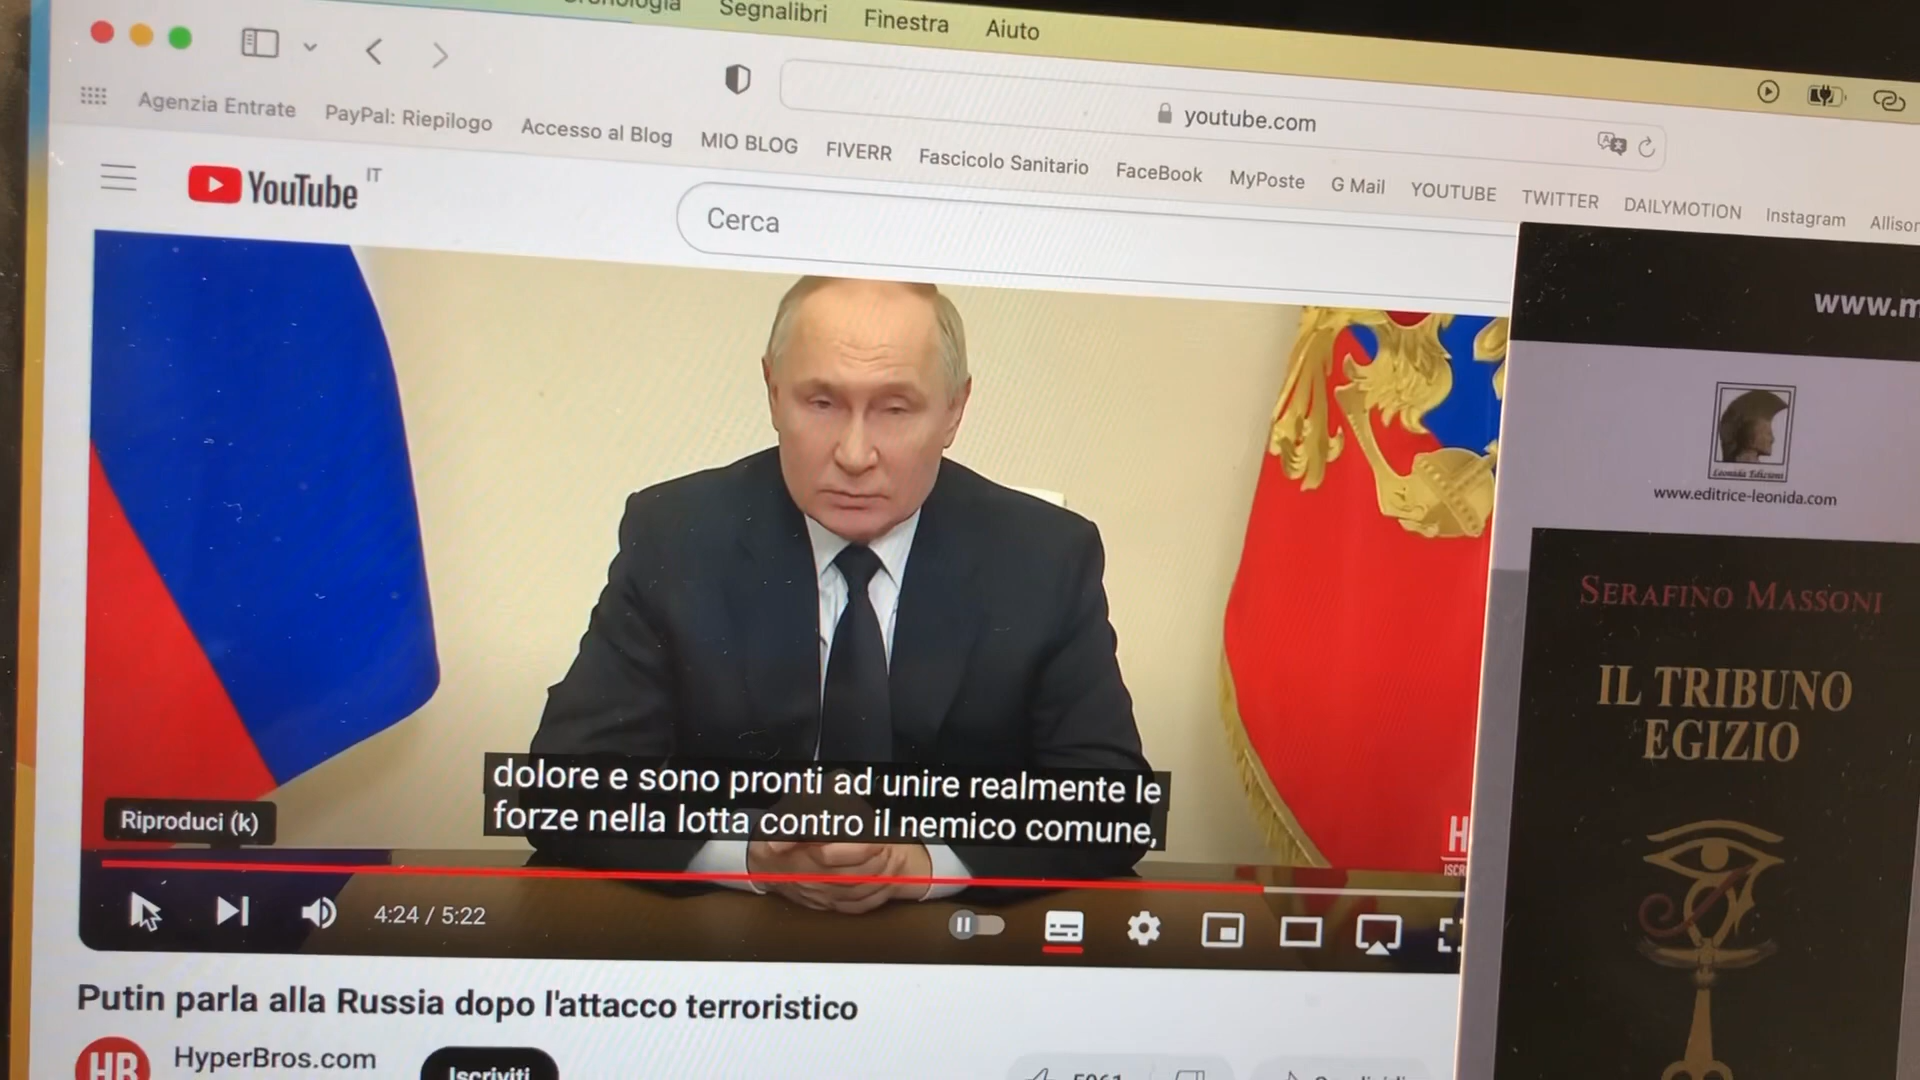 Segnalibri
Finestra
Aiuto
youtube.com
Agenzia Entrate
PayPal: Riepilogo
Accesso al Blog
MIO BLOG
FIVERR
Fascicolo Sanitario
FaceBook
MyPoste
G Mail
YOUTUBE
TWITTER
DAILYMOTION
Instagram
YouTube IT
Cerca
www.editrice-leonida.com
SERAFINO MASSONI
IL TRIBUNO
EGIZIO
dolore e sono pronti ad unire realmente le
forze nella lotta contro il nemico comune,
Riproduci (k)
4:24 / 5:22
Putin parla alla Russia dopo l'attacco terroristico
HB
HyperBros.com
Iscriviti